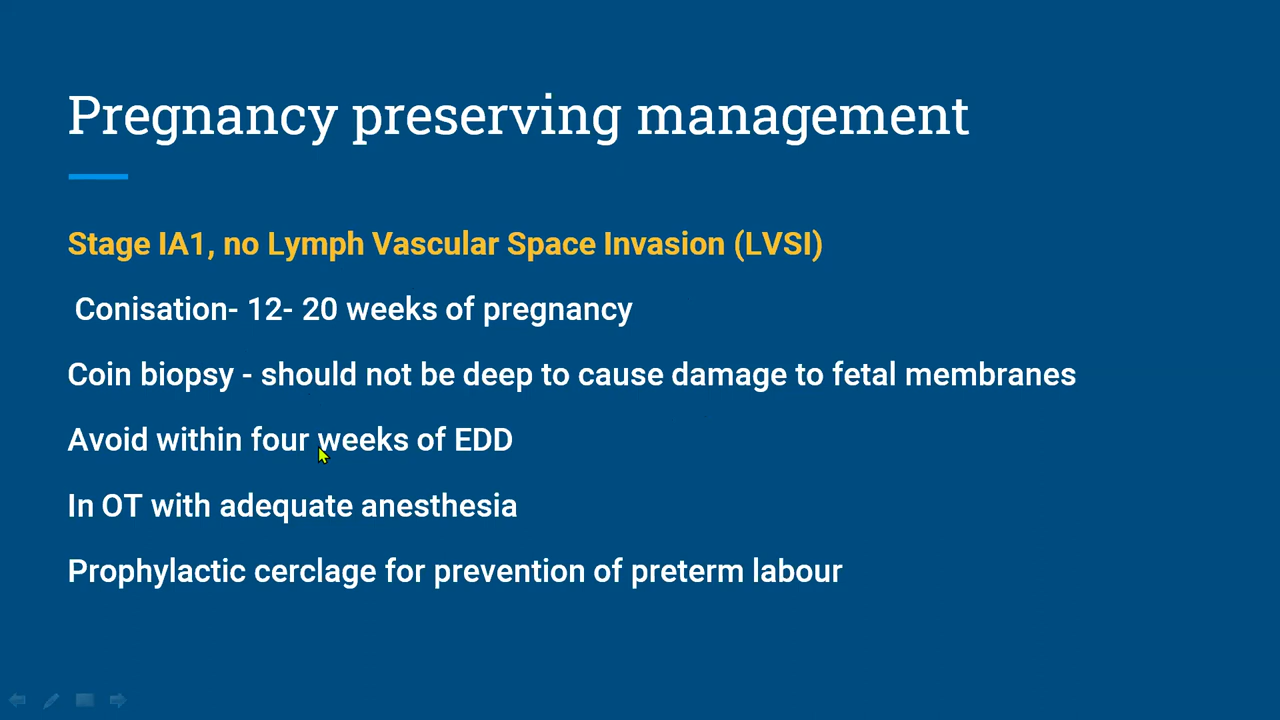 Pregnancy preserving management
Stage IA1, no Lymph Vascular Space Invasion (LVSI)
Conisation- 12- 20 weeks of pregnancy
Coin biopsy - should not be deep to cause damage to fetal membranes
Avoid within four weeks of EDD
In OT with adequate anesthesia
Prophylactic cerclage for prevention of preterm labour